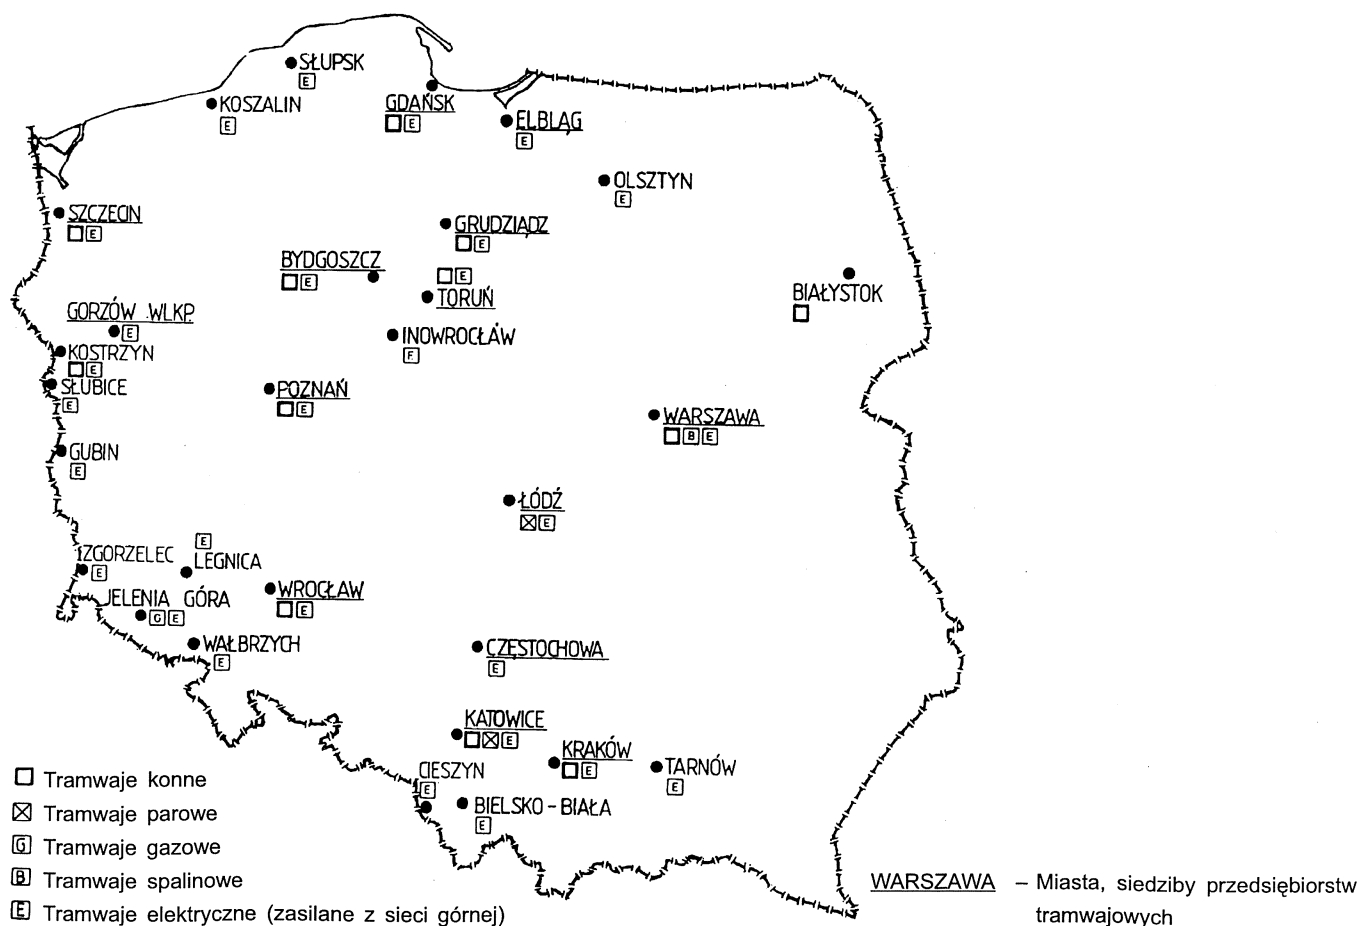 SŁUPSK
E
KOSZALIN
E
GDAŃSK
E
ELBLĄG
E
OLSZTYN
E
SZCZECIN
E
GRUDZIĄDZ
E
BYDGOSZCZ
E
E
TORUŃ
BIAŁYSTOK
GORZÓW WLKP.
E
INOWROCŁAW
E
KOSTRZYN
E
SŁUBICE
E
POZNAŃ
E
WARSZAWA
B E
GUBIN
E
ŁÓDŹ
E
E
LEGNICA
ZGORZELEC
E
JELENIA GÓRA
G E
WROCŁAW
E
WAŁBRZYCH
E
CZĘSTOCHOWA
E
KATOWICE
E
KRAKÓW
E
TARNÓW
E
CIESZYN
E
BIELSKO-BIAŁA
E
Tramwaje konne
Tramwaje parowe
G Tramwaje gazowe
B Tramwaje spalinowe
E Tramwaje elektryczne (zasilane z sieci górnej)
WARSZAWA – Miasta, siedziby przedsiębiorstw
tramwajowych